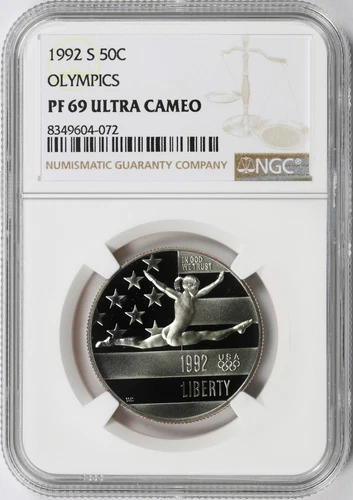 1992 S 50C
OLYMPICS
PF 69 ULTRA CAMEO
8349604-072
NUMISMATIC GUARANTY COMPANY
NGC®
IN GOD
WE TRUST
1992 USA
LIBERTY